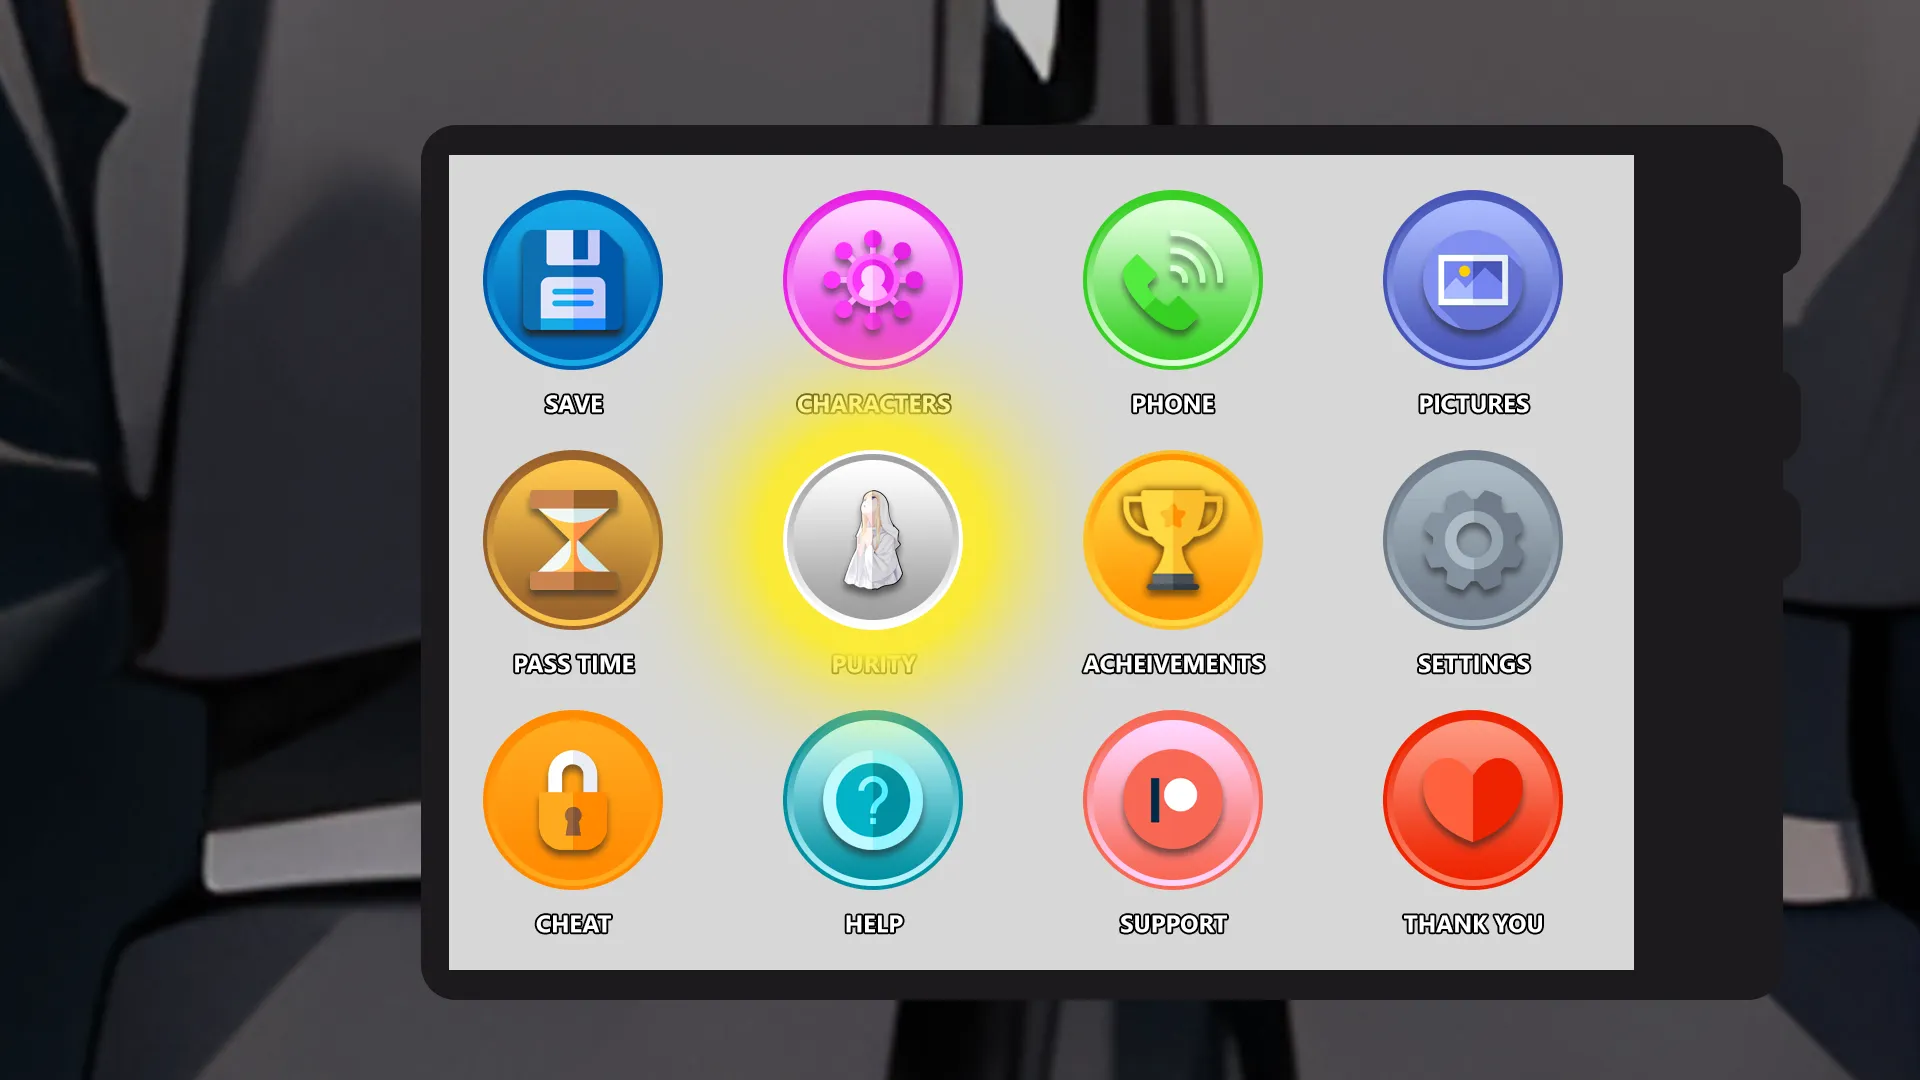 SAVE
CHARACTERS
PHONE
PICTURES
PASS TIME
PURITY
ACHEIVEMENTS
SETTINGS
CHEAT
HELP
SUPPORT
THANK YOU